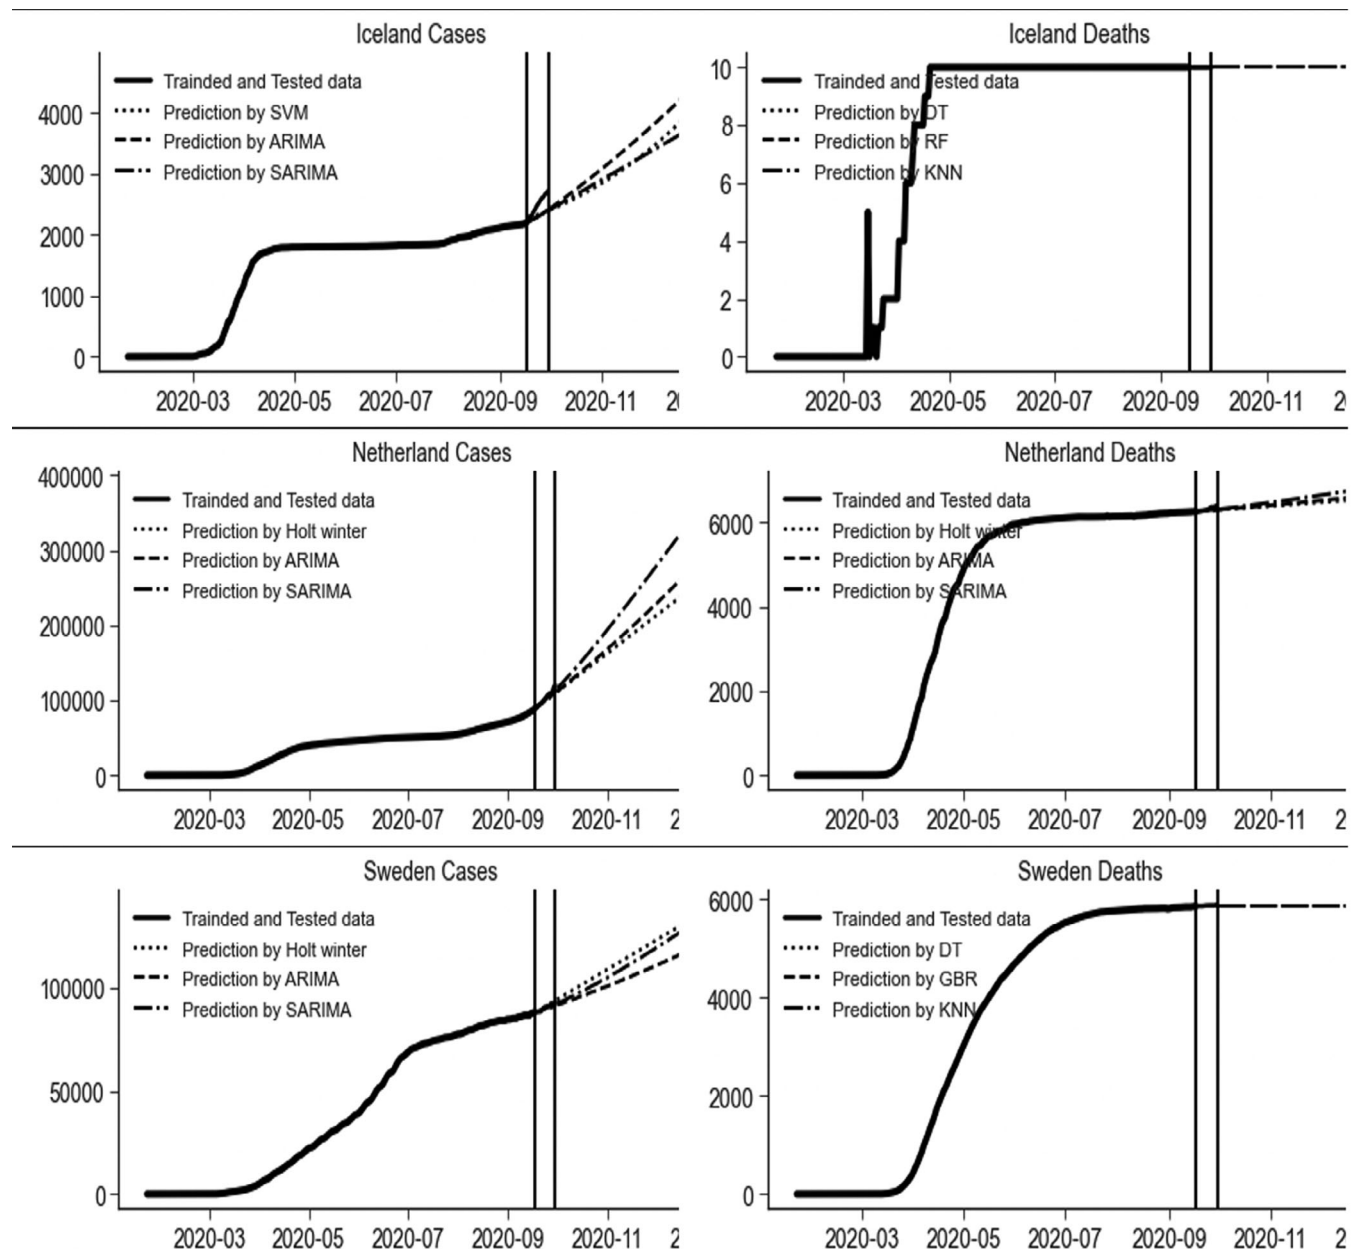 Iceland Cases
Trainded and Tested data
Prediction by SVM
Prediction by ARIMA
Prediction by SARIMA
4000
3000
2000
1000
0
2020-03 2020-05 2020-07 2020-09 2020-11
Iceland Deaths
Trainded and Tested data
Prediction by DT
Prediction by RF
Prediction by KNN
10
8
6
4
2
0
2020-03 2020-05 2020-07 2020-09 2020-11 2
Netherland Cases
Trainded and Tested data
Prediction by Holt winter
Prediction by ARIMA
Prediction by SARIMA
400000
300000
200000
100000
0
2020-03 2020-05 2020-07 2020-09 2020-11 2
Netherland Deaths
Trainded and Tested data
Prediction by Holt winter
Prediction by ARIMA
Prediction by SARIMA
6000
4000
2000
0
2020-03 2020-05 2020-07 2020-09 2020-11 2
Sweden Cases
Trainded and Tested data
Prediction by Holt winter
Prediction by ARIMA
Prediction by SARIMA
100000
50000
0
2020-03 2020-05 2020-07 2020-09 2020-11 2
Sweden Deaths
Trainded and Tested data
Prediction by DT
Prediction by GBR
Prediction by KNN
6000
4000
2000
0
2020-03 2020-05 2020-07 2020-09 2020-11 2